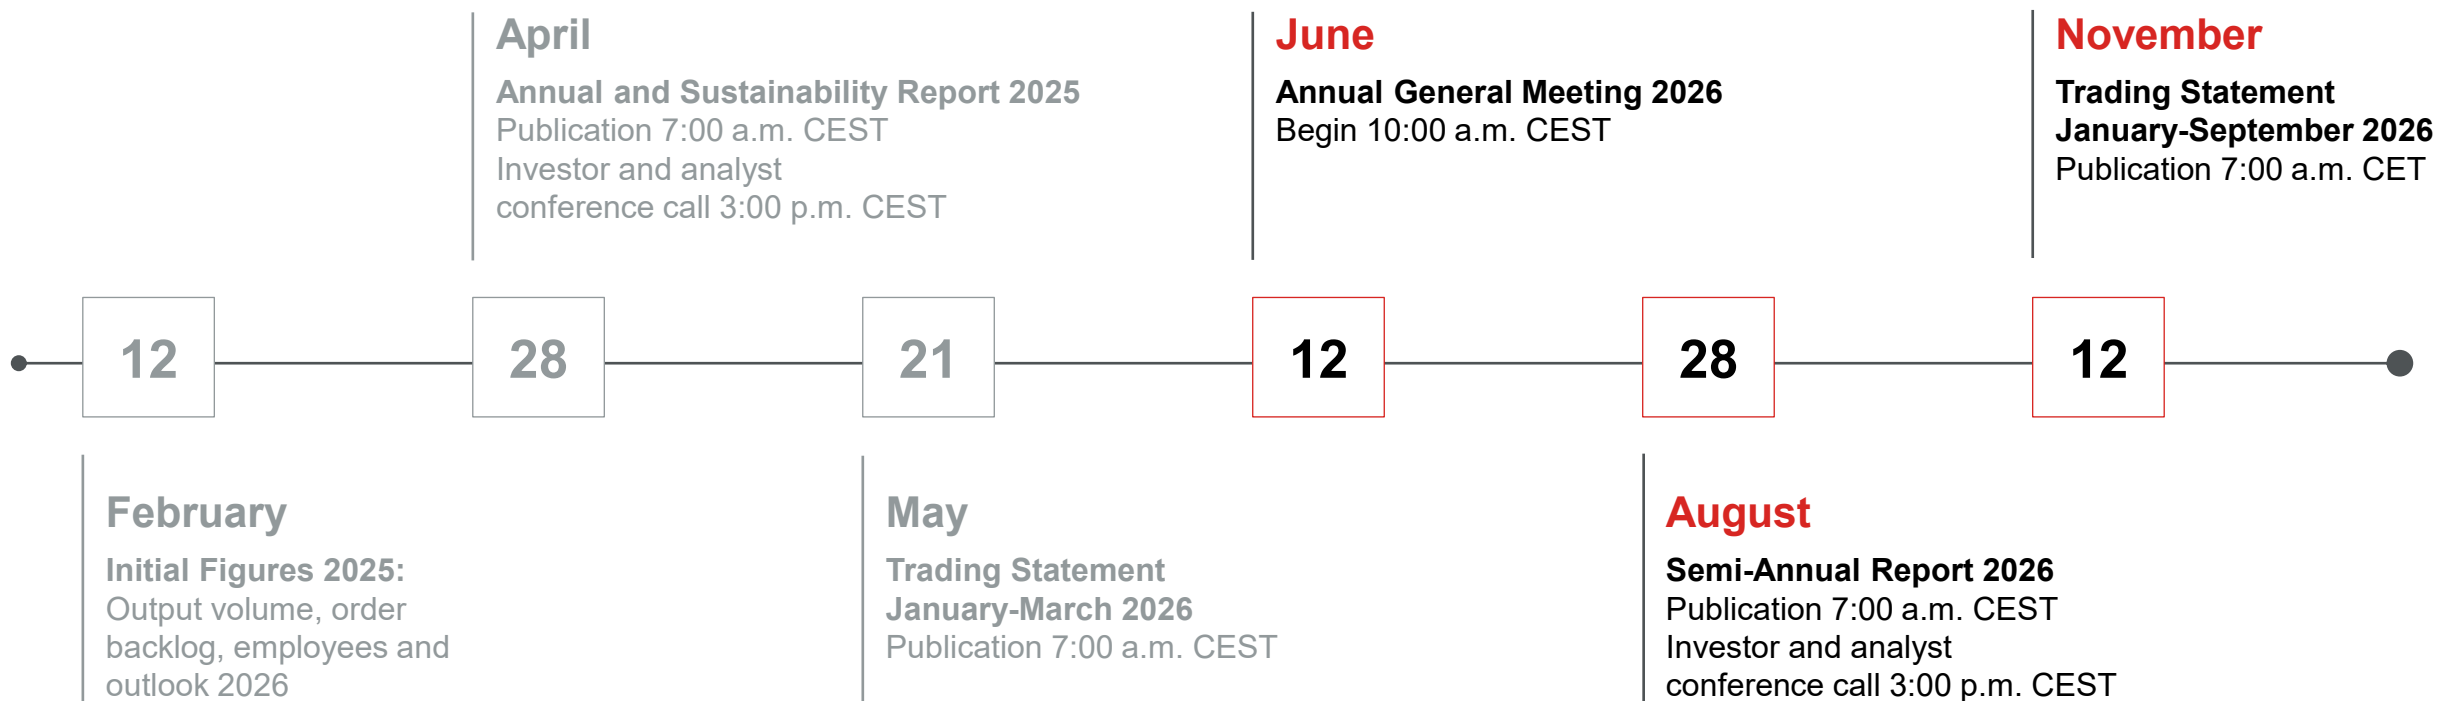 April
Annual and Sustainability Report 2025
Publication 7:00 a.m. CEST
Investor and analyst
conference call 3:00 p.m. CEST
June
Annual General Meeting 2026
Begin 10:00 a.m. CEST
November
Trading Statement
January-September 2026
Publication 7:00 a.m. CET
12
28
21
12
28
12
February
Initial Figures 2025:
Output volume, order
backlog, employees and
outlook 2026
May
Trading Statement
January-March 2026
Publication 7:00 a.m. CEST
August
Semi-Annual Report 2026
Publication 7:00 a.m. CEST
Investor and analyst
conference call 3:00 p.m. CEST